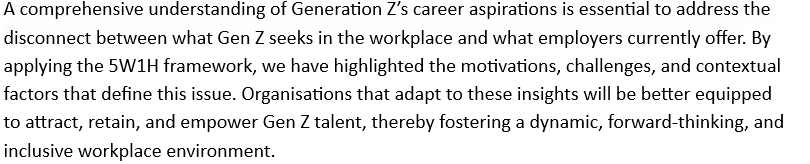 A comprehensive understanding of Generation Z’s career aspirations is essential to address the
disconnect between what Gen Z seeks in the workplace and what employers currently offer. By
applying the 5W1H framework, we have highlighted the motivations, challenges, and contextual
factors that define this issue. Organisations that adapt to these insights will be better equipped
to attract, retain, and empower Gen Z talent, thereby fostering a dynamic, forward-thinking, and
inclusive workplace environment.